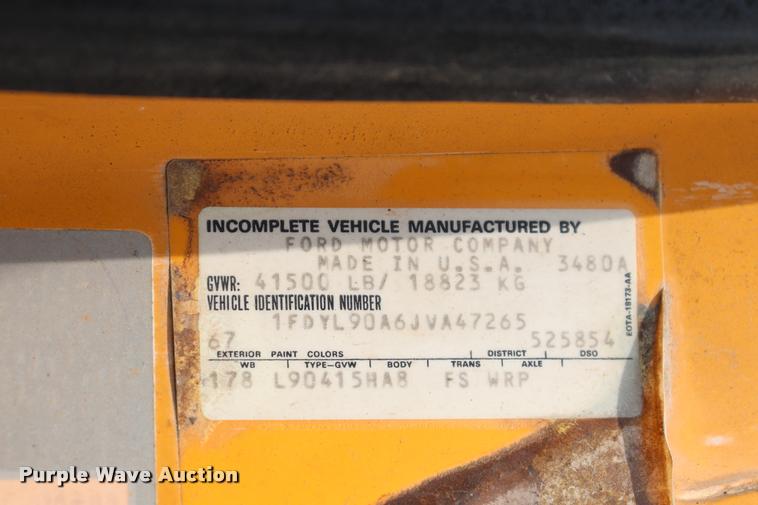 INCOMPLETE VEHICLE MANUFACTURED BY
FORD MOTOR COMPANY
MADE IN U.S.A. 3480A
GVWR: 41500 LB/ 18823 KG
VEHICLE IDENTIFICATION NUMBER
1FDYL90A6JVA47265
67 525854
EXTERIOR PAINT COLORS DISTRICT DSO
WB TYPE-GVW BODY TRANS AXLE
178 L90415HA8 FS WRP
EOTA-19173-AA
Purple Wave Auction